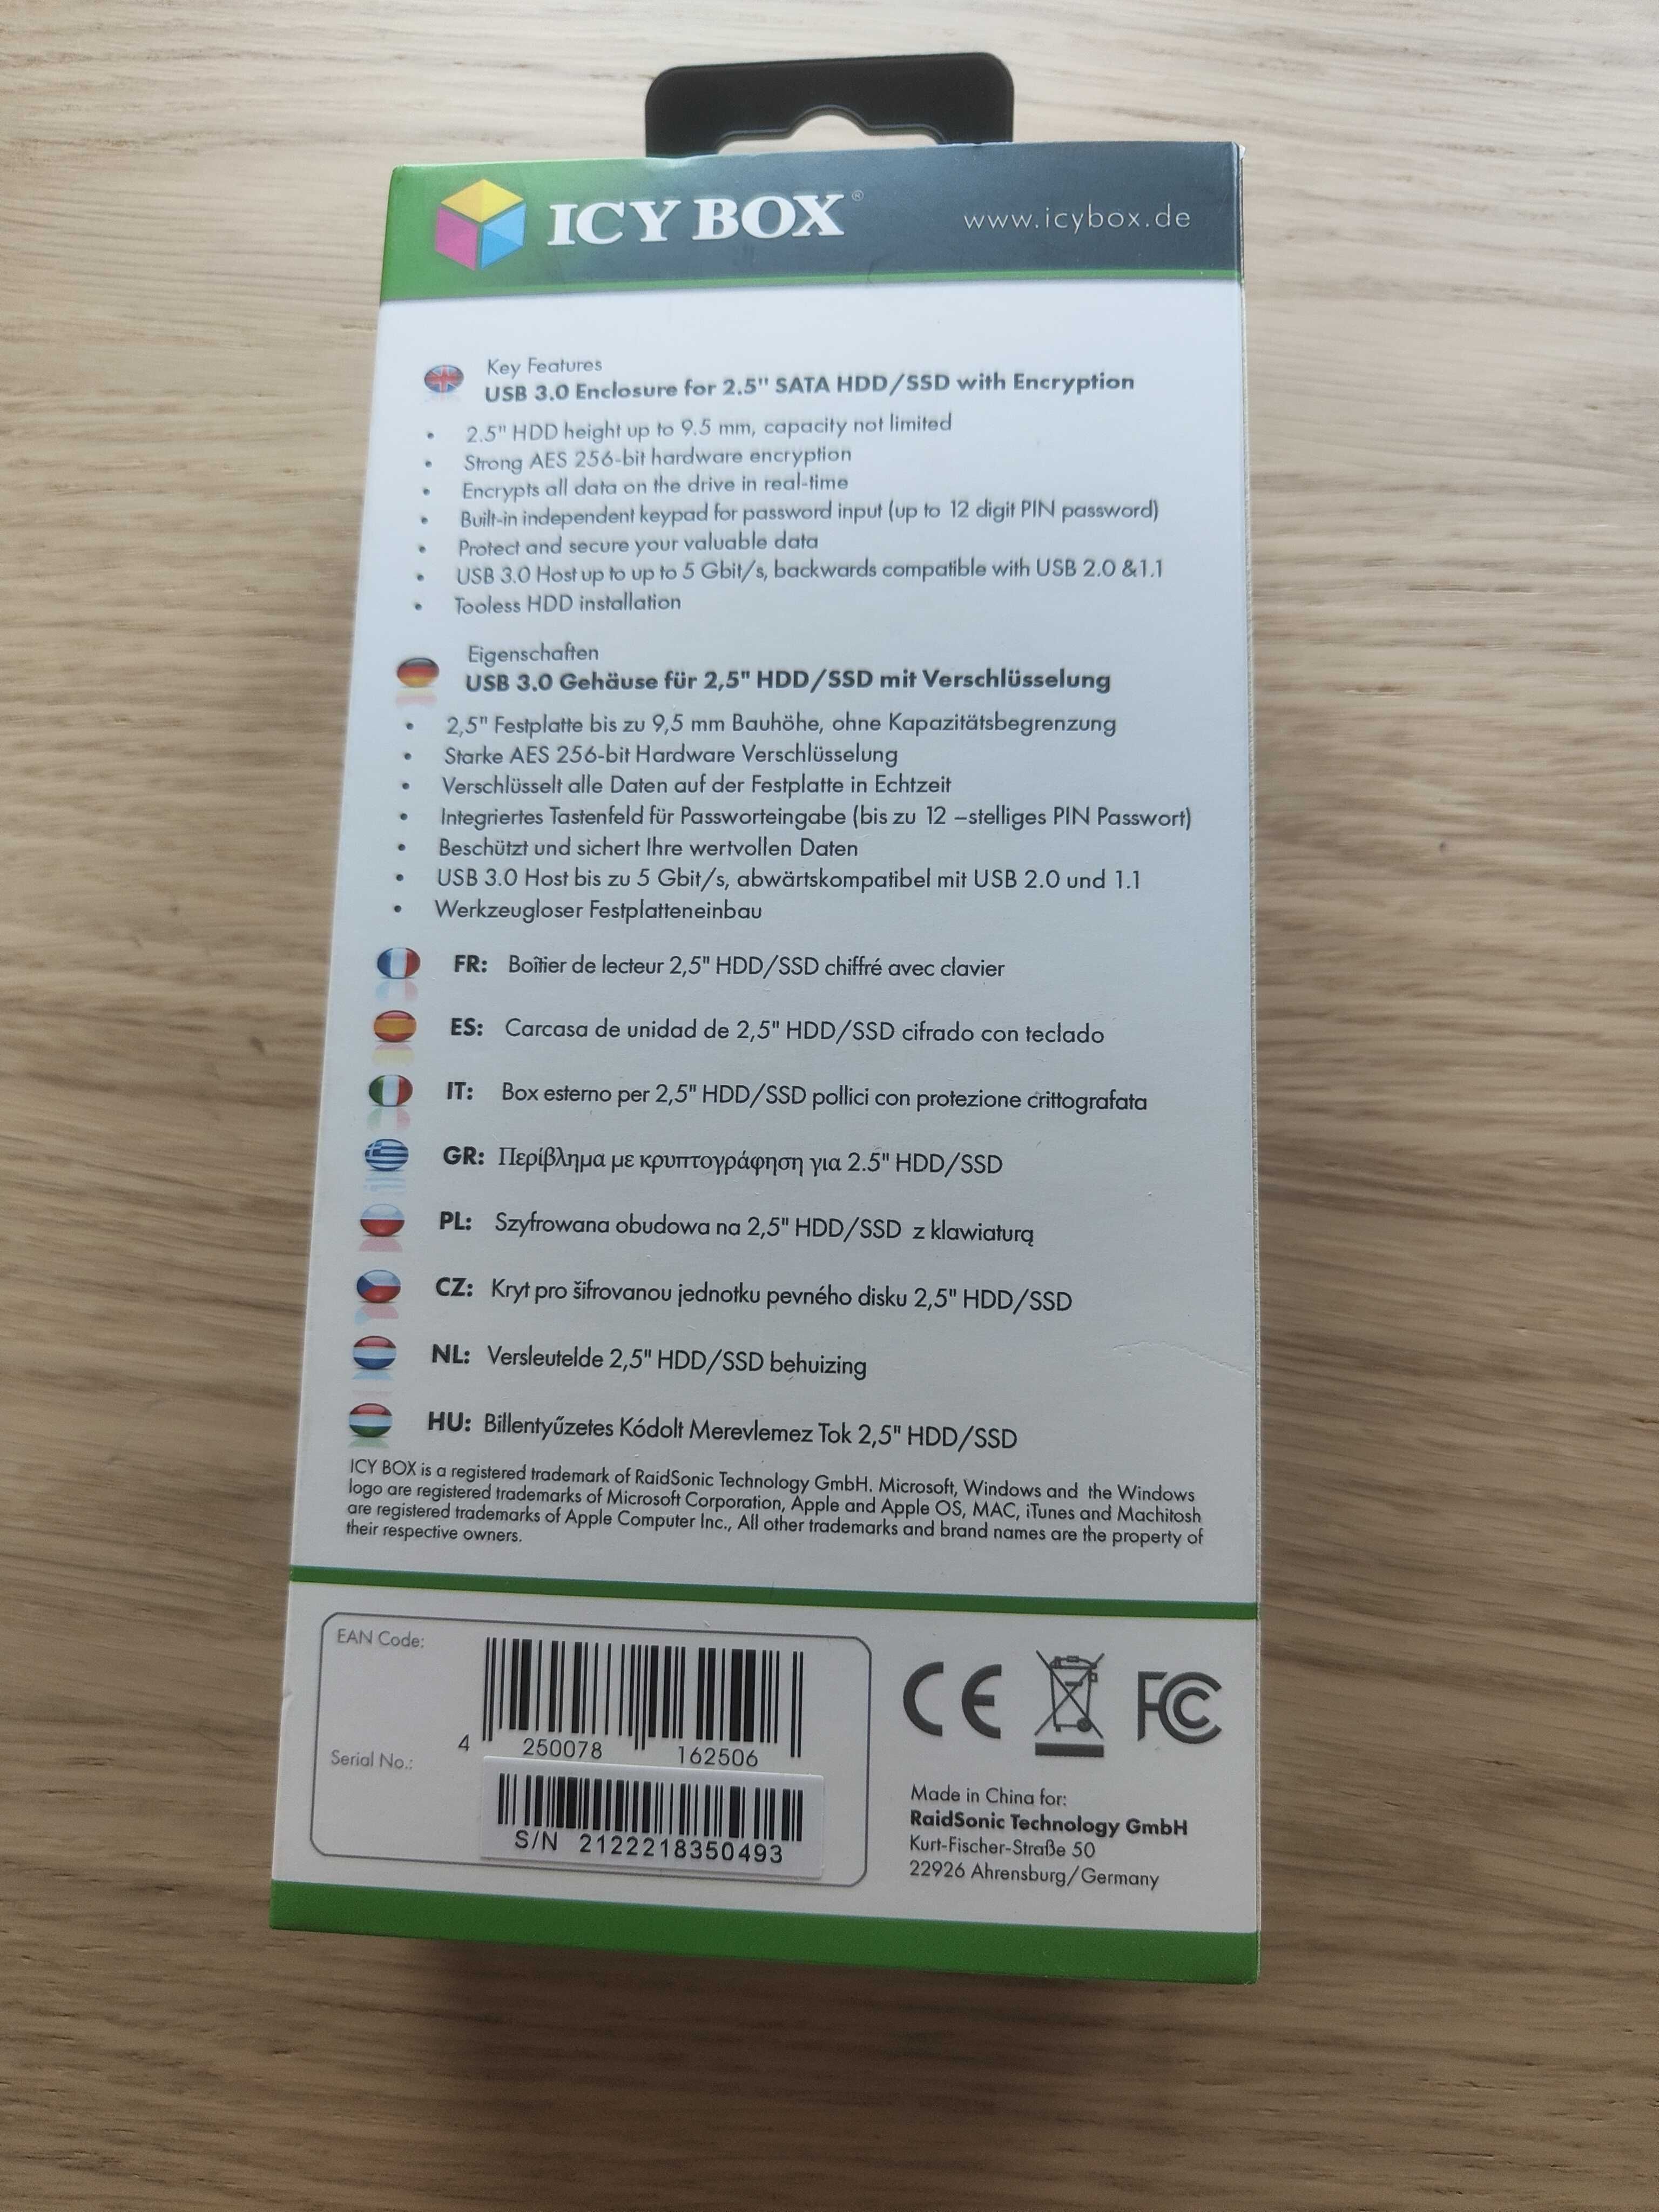 ICY BOX®
www.icybox.de
Key Features
USB 3.0 Enclosure for 2.5" SATA HDD/SSD with Encryption
• 2.5" HDD height up to 9.5 mm, capacity not limited
• Strong AES 256-bit hardware encryption
• Encrypts all data on the drive in real-time
• Built-in independent keypad for password input (up to 12 digit PIN password)
• Protect and secure your valuable data
• USB 3.0 Host up to up to 5 Gbit/s, backwards compatible with USB 2.0 &1.1
• Tooless HDD installation
Eigenschaften
USB 3.0 Gehäuse für 2,5" HDD/SSD mit Verschlüsselung
• 2,5" Festplatte bis zu 9,5 mm Bauhöhe, ohne Kapazitätsbegrenzung
• Starke AES 256-bit Hardware Verschlüsselung
• Verschlüsselt alle Daten auf der Festplatte in Echtzeit
• Integriertes Tastenfeld für Passworteingabe (bis zu 12 –stelliges PIN Passwort)
• Beschützt und sichert Ihre wertvollen Daten
• USB 3.0 Host bis zu 5 Gbit/s, abwärtskompatibel mit USB 2.0 und 1.1
• Werkzeugloser Festplatteneinbau
FR: Boîtier de lecteur 2,5" HDD/SSD chiffré avec clavier
ES: Carcasa de unidad de 2,5" HDD/SSD cifrado con teclado
IT: Box esterno per 2,5" HDD/SSD pollici con protezione crittografata
GR: Περίβλημα με κρυπτογράφηση για 2.5" HDD/SSD
PL: Szyfrowana obudowa na 2,5" HDD/SSD z klawiaturą
CZ: Kryt pro šifrovanou jednotku pevného disku 2,5" HDD/SSD
NL: Versleutelde 2,5" HDD/SSD behuizing
HU: Billentyűzetes Kódolt Merevlemez Tok 2,5" HDD/SSD
ICY BOX is a registered trademark of RaidSonic Technology GmbH. Microsoft, Windows and the Windows
logo are registered trademarks of Microsoft Corporation, Apple and Apple OS, MAC, iTunes and Machitosh
are registered trademarks of Apple Computer Inc., All other trademarks and brand names are the property of
their respective owners.
EAN Code:
4 250078 162506
Serial No.:
S/N 2122218350493
CE FC
Made in China for:
RaidSonic Technology GmbH
Kurt-Fischer-Straße 50
22926 Ahrensburg/Germany